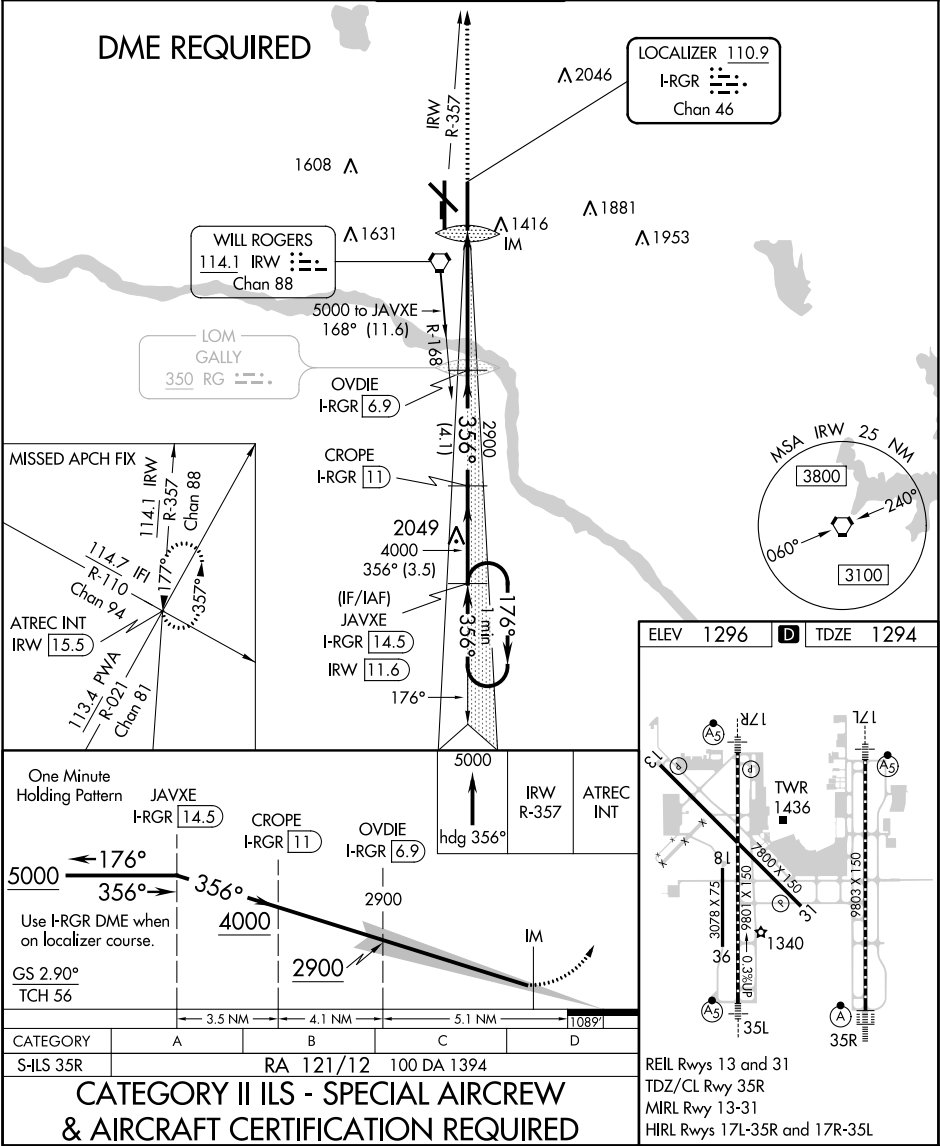 DME REQUIRED
LOCALIZER 110.9
I-RGR
Chan 46
2046
IRW
R-357
1608
1631
1416
IM
1881
1953
WILL ROGERS
114.1 IRW
Chan 88
5000 to JAVXE
168° (11.6)
R-168
LOM
GALLY
350 RG
OVDIE
I-RGR 6.9
356°
2900
(4.1)
CROPE
I-RGR 11
2049
4000
356° (3.5)
(IF/IAF)
JAVXE
I-RGR 14.5
IRW 11.6
356°
1 min
176°
176°
MISSED APCH FIX
114.1 IRW
R-357
Chan 88
114.7 IFI
R-110
Chan 94
177°
357°
ATREC INT
IRW 15.5
113.4 PWA
R-021
Chan 81
MSA IRW 25 NM
3800
240°
060°
3100
ELEV 1296 D TDZE 1294
17R
17L
A5
A5
13
P
P
TWR
1436
18
7800 X 150
3078 X 75
9801 X 150
9803 X 150
P
31
36
0.3% UP
1340
A5
A
35L
35R
REIL Rwys 13 and 31
TDZ/CL Rwy 35R
MIRL Rwy 13-31
HIRL Rwys 17L-35R and 17R-35L
One Minute
Holding Pattern
JAVXE
I-RGR 14.5
CROPE
I-RGR 11
OVDIE
I-RGR 6.9
5000
hdg 356°
IRW
R-357
ATREC
INT
5000
176°
356°
356°
4000
2900
2900
IM
Use I-RGR DME when
on localizer course.
GS 2.90°
TCH 56
3.5 NM
4.1 NM
5.1 NM
1089'
CATEGORY A B C D
S-ILS 35R RA 121/12 100 DA 1394
CATEGORY II ILS - SPECIAL AIRCREW
& AIRCRAFT CERTIFICATION REQUIRED